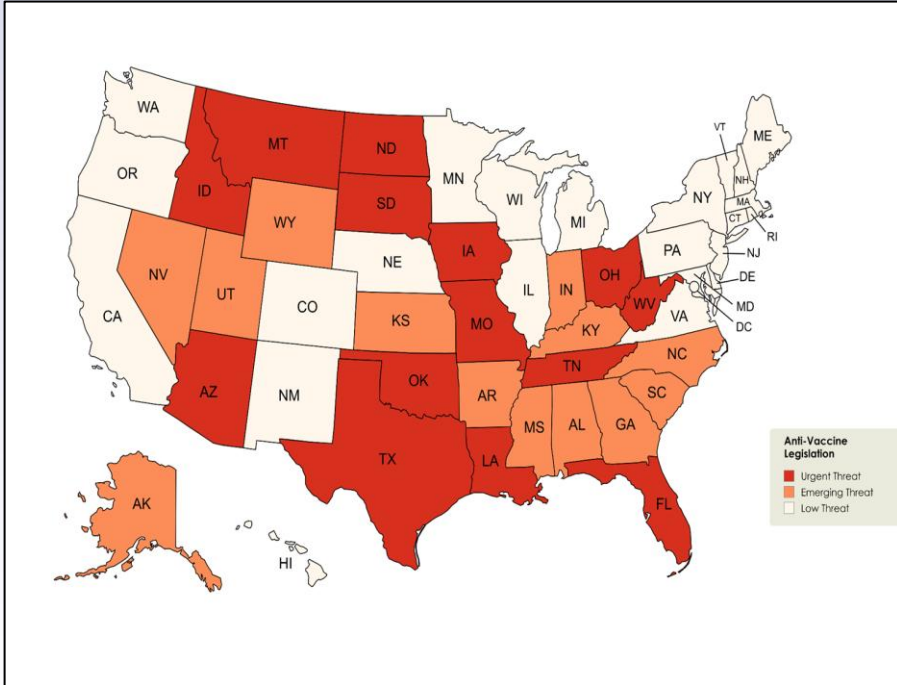 WA
MT
ND
MN
VT
ME
OR
ID
SD
WI
MI
NY
NH
MA
CT
RI
WY
IA
NE
PA
NJ
NV
UT
CO
IL
IN
OH
WV
DE
MD
DC
CA
KS
MO
KY
VA
AZ
NM
OK
AR
TN
NC
SC
TX
LA
MS
AL
GA
FL
AK
HI
Anti-Vaccine
Legislation
Urgent Threat
Emerging Threat
Low Threat